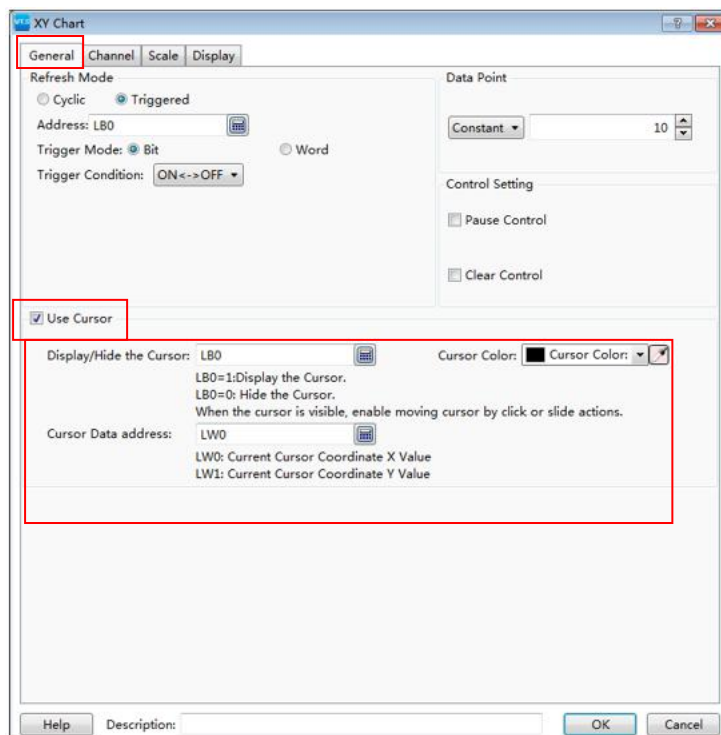 XY Chart
General Channel Scale Display
Refresh Mode
Cyclic Triggered
Address: LB0
Trigger Mode: Bit Word
Trigger Condition: ON<->OFF
Data Point
Constant 10
Control Setting
Pause Control
Clear Control
Use Cursor
Display/Hide the Cursor: LB0 Cursor Color: Cursor Color:
LB0=1:Display the Cursor.
LB0=0: Hide the Cursor.
When the cursor is visible, enable moving cursor by click or slide actions.
Cursor Data address: LW0
LW0: Current Cursor Coordinate X Value
LW1: Current Cursor Coordinate Y Value
Help Description: OK Cancel